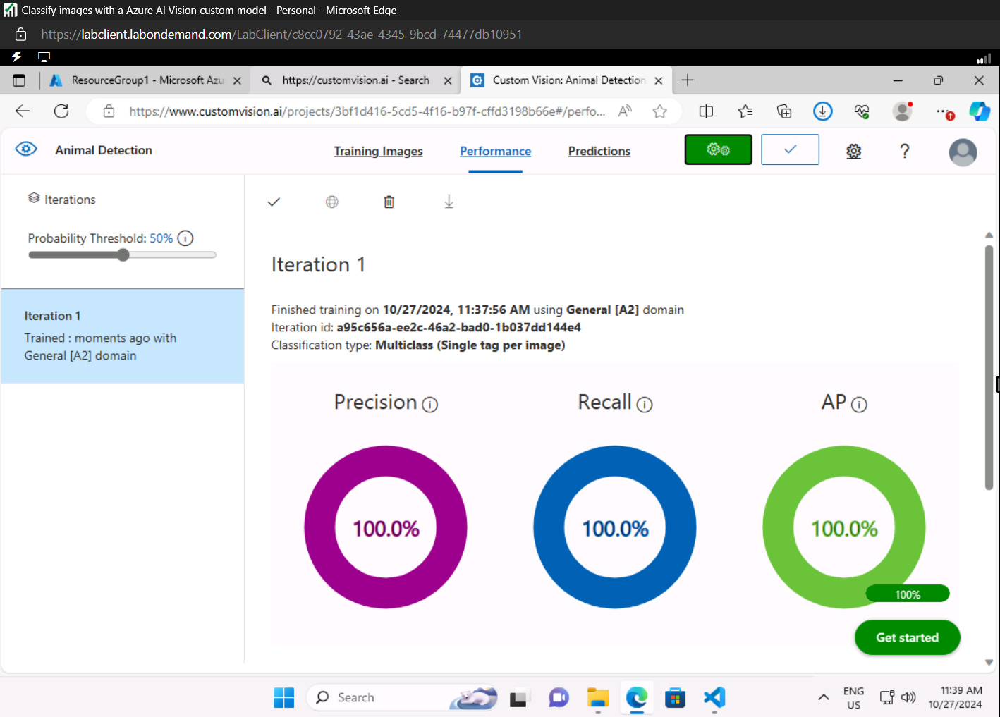 Classify images with a Azure AI Vision custom model - Personal - Microsoft Edge
https://labclient.labondemand.com/LabClient/c8cc0792-43ae-4345-9bcd-74477db10951
ResourceGroup1 - Microsoft Azu
https://customvision.ai - Search
Custom Vision: Animal Detection
https://www.customvision.ai/projects/3bf1d416-5cd5-4f16-b97f-cffd3198b66e#/perfo...
Animal Detection
Training Images
Performance
Predictions
?
Iterations
Probability Threshold: 50%
Iteration 1
Trained : moments ago with
General [A2] domain
Iteration 1
Finished training on 10/27/2024, 11:37:56 AM using General [A2] domain
Iteration id: a95c656a-ee2c-46a2-bad0-1b037dd144e4
Classification type: Multiclass (Single tag per image)
Precision
Recall
AP
100.0%
100.0%
100.0%
100%
Get started
Search
ENG
US
11:39 AM
10/27/2024